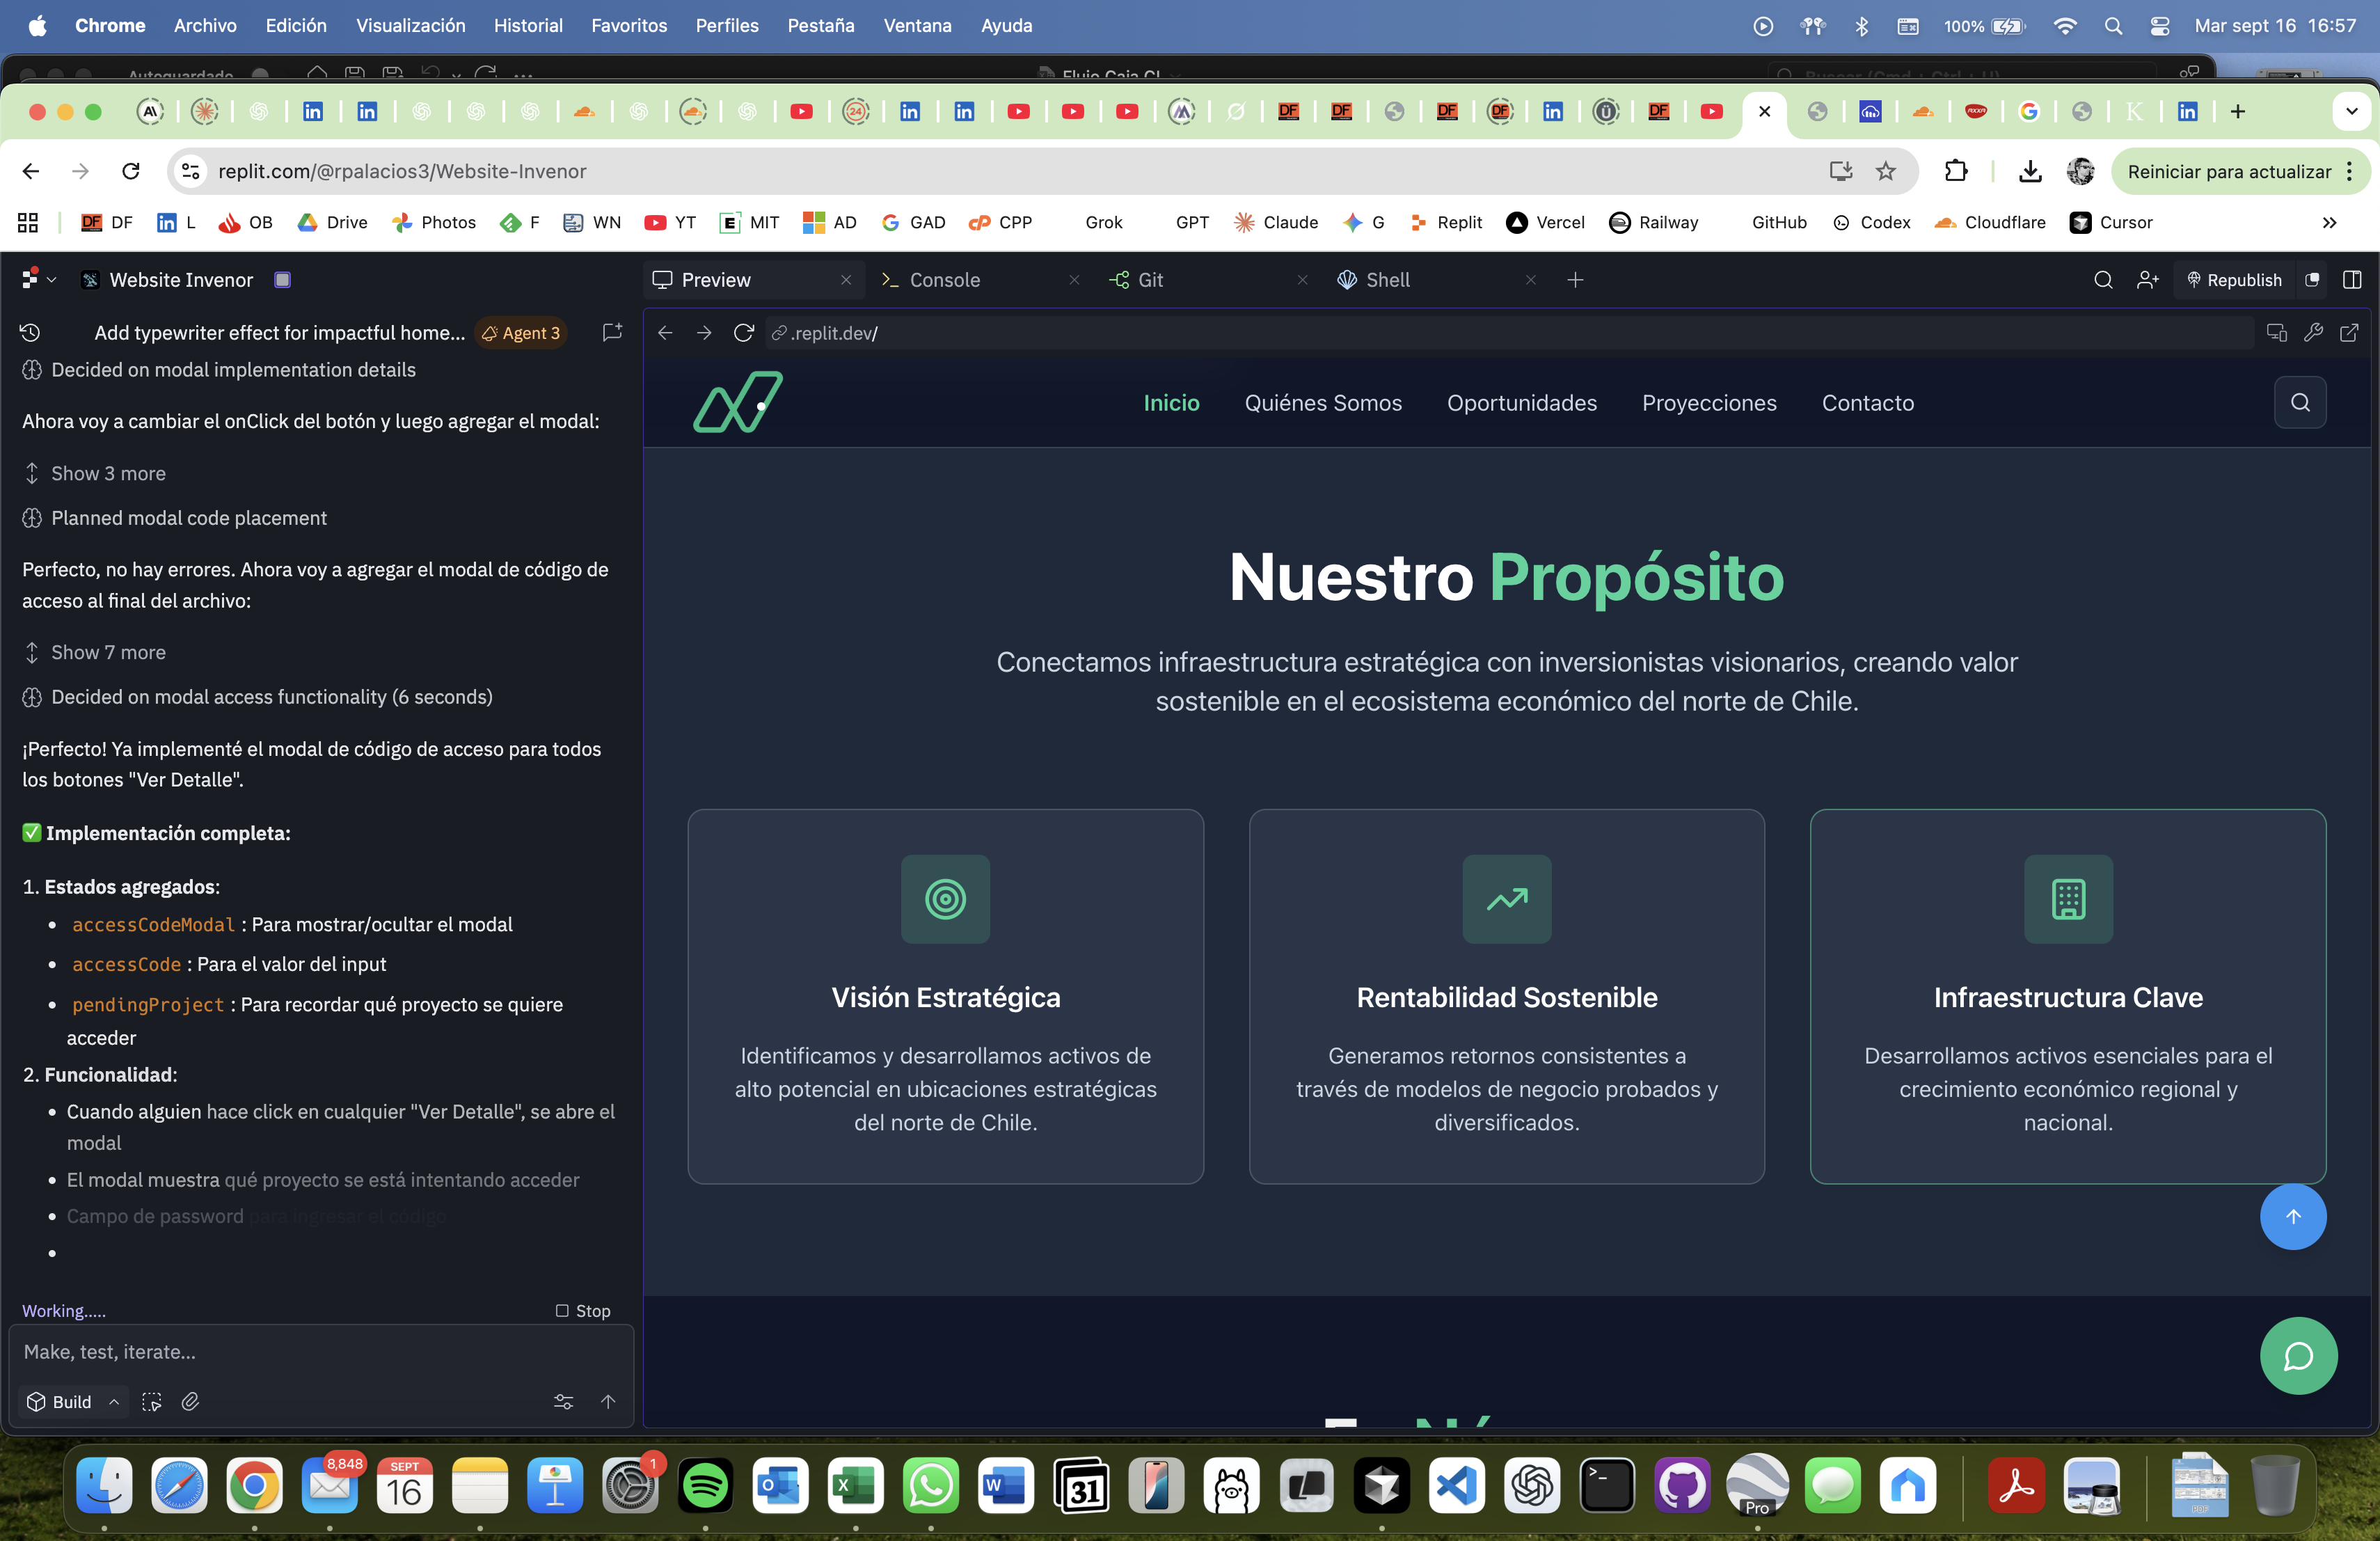 Chrome Archivo Edición Visualización Historial Favoritos Perfiles Pestaña Ventana Ayuda 100% Mar sept 16 16:57
Autoguardado Flujo Caja CL Buscar (Cmd + Ctrl + U)
replit.com/@rpalacios3/Website-Invenor Reiniciar para actualizar
DF L OB Drive Photos F WN YT MIT AD GAD CPP Grok GPT Claude G Replit Vercel Railway GitHub Codex Cloudflare Cursor
Website Invenor
Preview Console Git Shell Republish
Add typewriter effect for impactful home... Agent 3
Decided on modal implementation details
Ahora voy a cambiar el onClick del botón y luego agregar el modal:
Show 3 more
Planned modal code placement
Perfecto, no hay errores. Ahora voy a agregar el modal de código de
acceso al final del archivo:
Show 7 more
Decided on modal access functionality (6 seconds)
¡Perfecto! Ya implementé el modal de código de acceso para todos
los botones "Ver Detalle".
✅ Implementación completa:
1. Estados agregados:
• accessCodeModal : Para mostrar/ocultar el modal
• accessCode : Para el valor del input
• pendingProject : Para recordar qué proyecto se quiere
acceder
2. Funcionalidad:
• Cuando alguien hace click en cualquier "Ver Detalle", se abre el
modal
• El modal muestra qué proyecto se está intentando acceder
• Campo de password para ingresar el código
•
Working.....
Stop
Make, test, iterate...
Build
.replit.dev/
Inicio Quiénes Somos Oportunidades Proyecciones Contacto
Nuestro Propósito
Conectamos infraestructura estratégica con inversionistas visionarios, creando valor
sostenible en el ecosistema económico del norte de Chile.
Visión Estratégica
Identificamos y desarrollamos activos de
alto potencial en ubicaciones estratégicas
del norte de Chile.
Rentabilidad Sostenible
Generamos retornos consistentes a
través de modelos de negocio probados y
diversificados.
Infraestructura Clave
Desarrollamos activos esenciales para el
crecimiento económico regional y
nacional.
8,848
SEPT
16
1
31
Pro
PDF